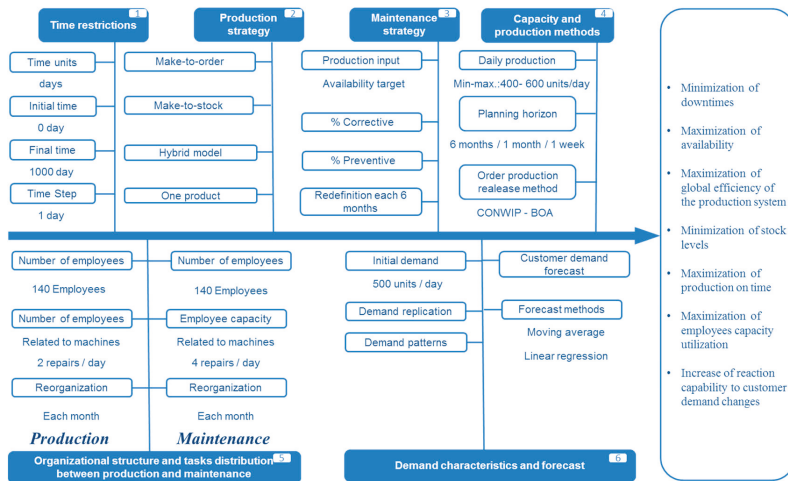 Time restrictions
1
Time units
days
Initial time
0 day
Final time
1000 day
Time Step
1 day
Production
strategy
2
Make-to-order
Make-to-stock
Hybrid model
One product
Maintenance
strategy
3
Production input
Availability target
% Corrective
% Preventive
Redefinition each 6
months
Capacity and
production methods
4
Daily production
Min-max.:400- 600 units/day
Planning horizon
6 months / 1 month / 1 week
Order production
realease method
CONWIP - BOA
Number of employees
140 Employees
Number of employees
Related to machines
2 repairs / day
Reorganization
Each month
Production
Number of employees
140 Employees
Employee capacity
Related to machines
4 repairs / day
Reorganization
Each month
Maintenance
Organizational structure and tasks distribution
between production and maintenance
5
Initial demand
500 units / day
Demand replication
Demand patterns
Customer demand
forecast
Forecast methods
Moving average
Linear regression
Demand characteristics and forecast
6
• Minimization of
downtimes
• Maximization of
availability
• Maximization of
global efficiency of
the production system
• Minimization of stock
levels
• Maximization of
production on time
• Maximization of
employees capacity
utilization
• Increase of reaction
capability to customer
demand changes